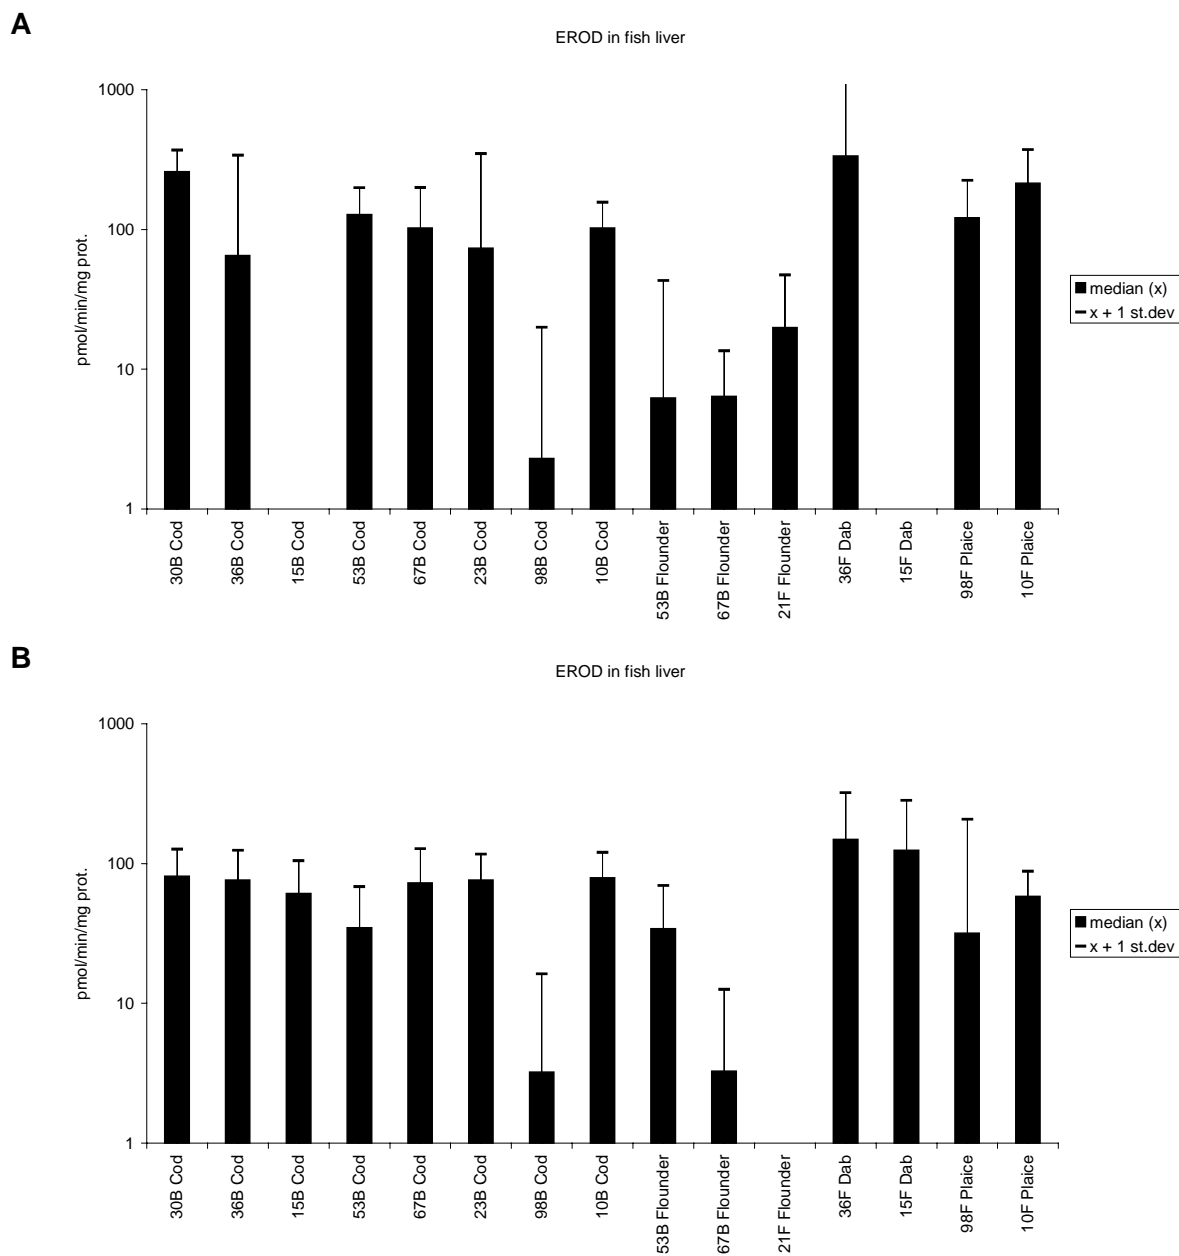 A
EROD in fish liver
1000
100
10
1
pmol/min/mg prot.
30B Cod
36B Cod
15B Cod
53B Cod
67B Cod
23B Cod
98B Cod
10B Cod
53B Flounder
67B Flounder
21F Flounder
36F Dab
15F Dab
98F Plaice
10F Plaice
median (x)
x + 1 st.dev
B
EROD in fish liver
1000
100
10
1
pmol/min/mg prot.
30B Cod
36B Cod
15B Cod
53B Cod
67B Cod
23B Cod
98B Cod
10B Cod
53B Flounder
67B Flounder
21F Flounder
36F Dab
15F Dab
98F Plaice
10F Plaice
median (x)
x + 1 st.dev